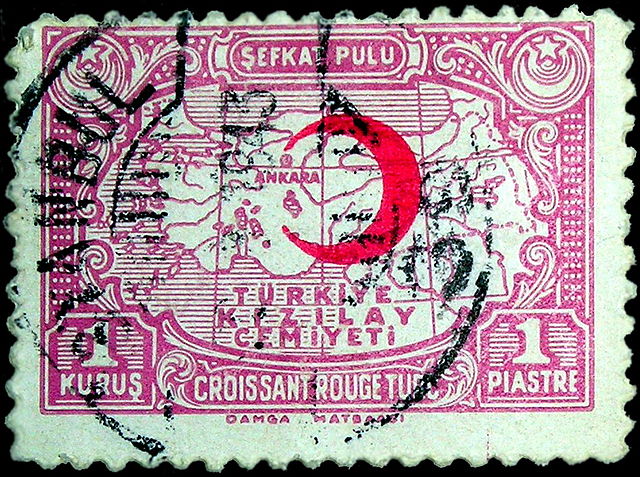 ŞEFKAT PULU
ANKARA
TÜRKİYE
KIZILAY
CEMİYETİ
1 KURUŞ
CROISSANT ROUGE TURC
1 PIASTRE
DAMGA MATBAASI